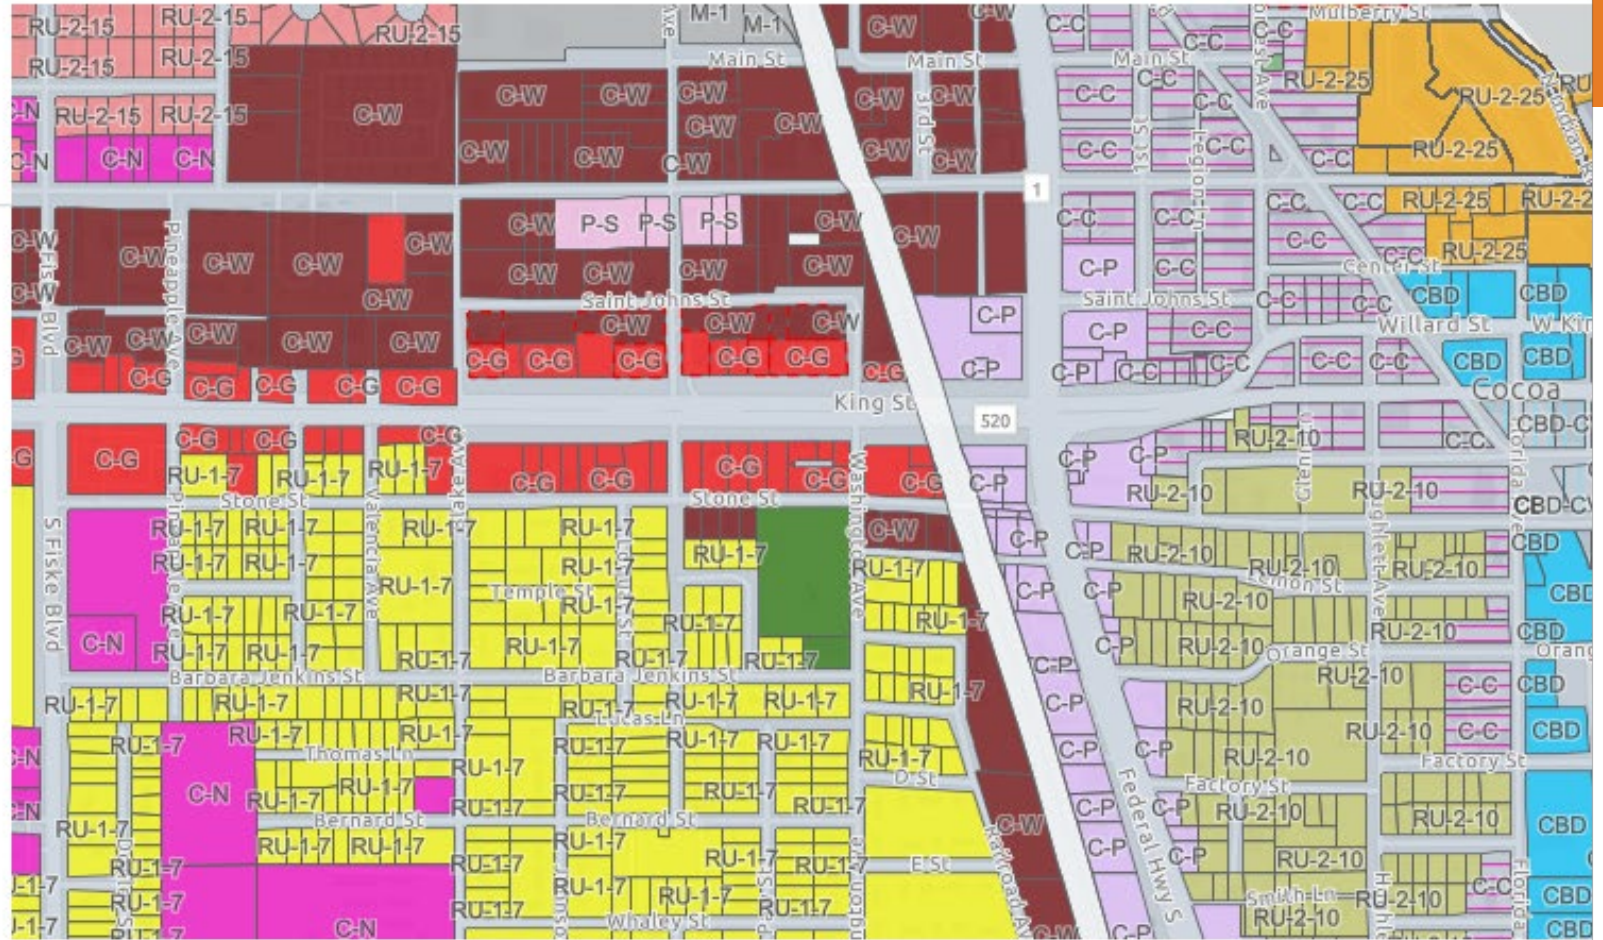 RU-2-15 RU-2-15 RU-2-15 Ave M-1 M-1 C-W C-W C-C C-C C-C Mulberry St
RU-2-15 RU-2-15 Main St Main St Main St C-C RU-2-25 RU-2-25
C-N RU-2-15 RU-2-15 C-W C-W C-W C-W C-W C-W C-W C-C C-C
C-W 3rd St 1st St Legion Ln
C-N C-N C-N C-W C-W C-W C-W C-W C-C C-C C-C RU-2-25
1
C-W C-W C-W C-W C-W C-W P-S P-S P-S C-W C-W C-C C-C C-C C-C RU-2-25
Pineapple Ave
C-W C-W C-W C-W C-W C-W C-P C-C C-C RU-2-25
Center St
Saint Johns St Saint Johns St C-C C-C CBD CBD
C-W C-W C-W C-W C-W C-W C-W C-W C-P C-P C-C Willard St
C-G C-G C-G C-G C-G C-G C-P C-P C-C C-C C-C C-C CBD CBD
C-G C-G C-G C-G C-G
King St 520 Cocoa
C-G C-G C-G C-G C-G RU-2-10 C-C
RU-1-7 RU-1-7 RU-1-7 C-G C-G C-G C-G C-G C-P C-P C-P
Stone St Stone St RU-2-10 RU-2-10
Lake Ave Washington Ave
S Fiske Blvd RU-1-7 RU-1-7 RU-1-7 RU-1-7 C-W C-P C-P CBD
Valencia Ave
RU-1-7 RU-1-7 RU-1-7 RU-1-7 RU-1-7 RU-1-7 RU-2-10 RU-2-10 RU-2-10
Temple St Lemon St
RU-1-7 RU-1-7 RU-1-7 RU-1-7 RU-1-7 C-P C-P RU-2-10 CBD
C-N RU-1-7 RU-1-7 RU-1-7 C-P RU-2-10 RU-2-10 CBD
Orange St
RU-1-7 RU-1-7 RU-1-7 C-P
Barbara Jenkins St Barbara Jenkins St RU-2-10 C-C CBD
RU-1-7 RU-1-7 RU-1-7 RU-1-7 RU-1-7 RU-1-7 RU-1-7 C-P RU-2-10
Lucas Ln
RU-1-7 RU-1-7 RU-1-7 RU-1-7 RU-1-7 RU-1-7 RU-2-10 C-C CBD
Thomas Ln RU-1-7 C-P C-P RU-2-10 Factory St
RU-1-7 D St Factory St
C-N RU-1-7 RU-1-7 RU-1-7 RU-1-7 RU-1-7 RU-1-7 Federal Hwy S
Bernard St Bernard St C-P C-P RU-2-10 RU-2-10 CBD
RU-1-7 C-W
RU-1-7 RU-1-7 RU-1-7 C-P C-P RU-2-10
RU-1-7 RU-1-7 RU-1-7 RU-1-7 E St
RU-1-7 RU-1-7 RU-1-7 Smith Ln RU-2-10 C-C CBD
RU-1-7 RU-1-7 RU-2-10
C-N Whaley St C-W C-P CBD